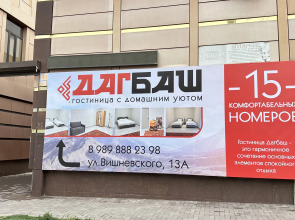 ДАГБАШ
ГОСТИНИЦА С ДОМАШНИМ УЮТОМ
8 989 888 23 98
ул.Вишневского, 13А
-15-
КОМФОРТАБЕЛЬНЫХ
НОМЕРОВ
Гостиница Дагбаш -
это гармоничное
сочетание основных
элементов спокойного
отдыха